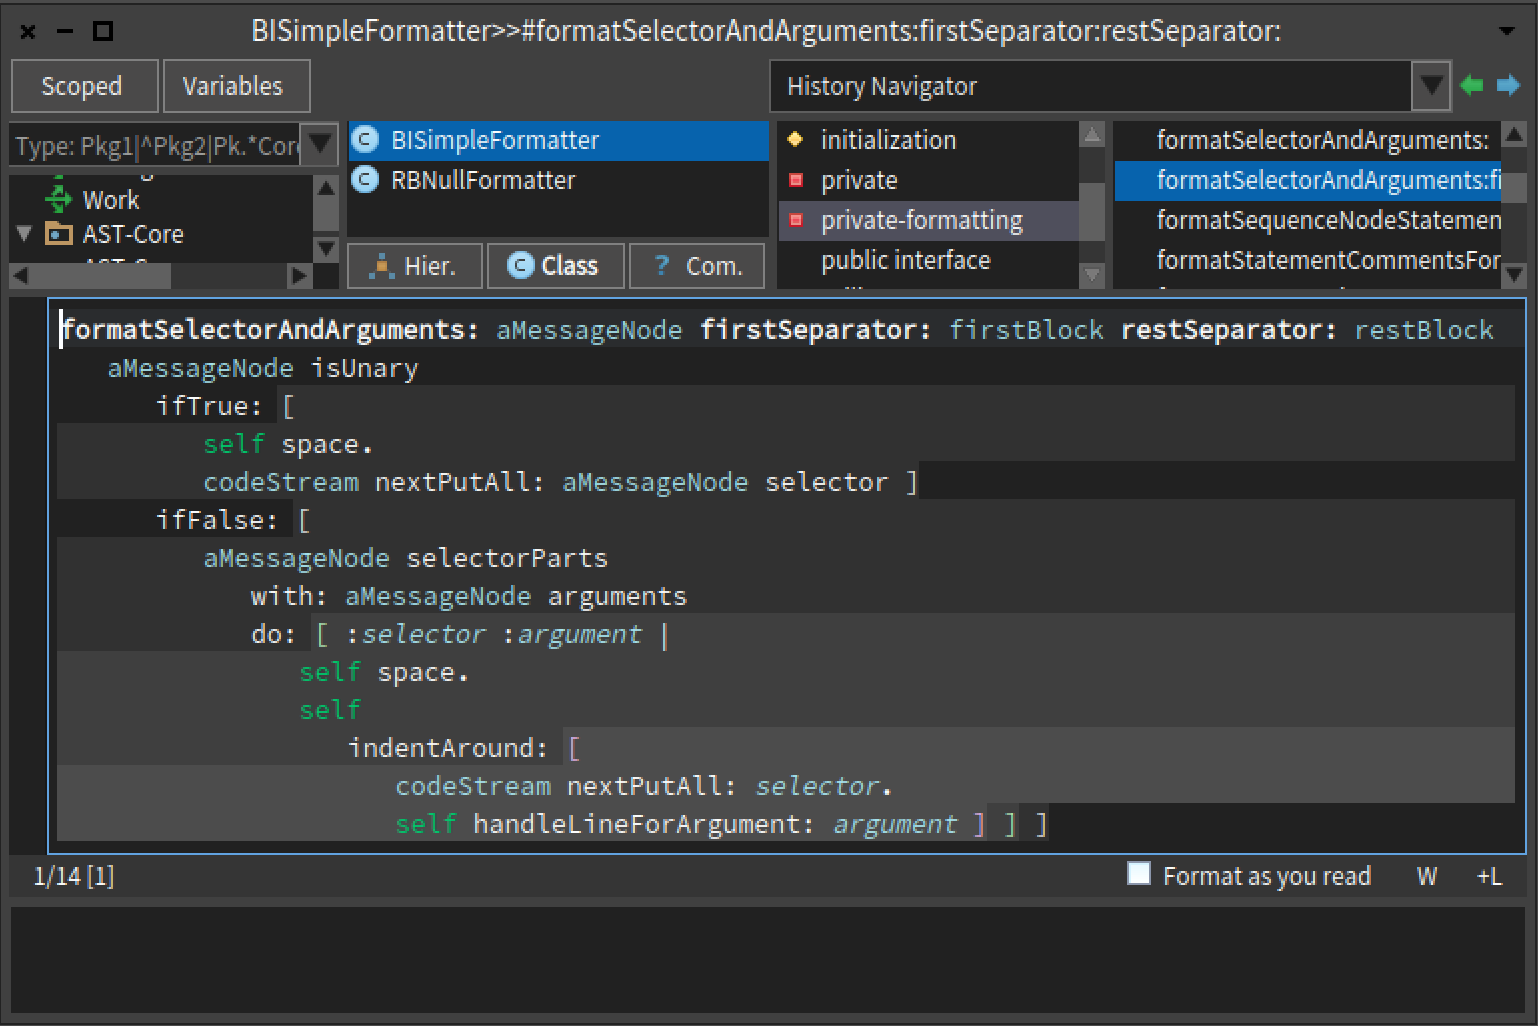 BISimpleFormatter>>#formatSelectorAndArguments:firstSeparator:restSeparator:
Scoped
Variables
History Navigator
Type: Pkg1|^Pkg2|Pk.*Cor
Work
AST-Core
BISimpleFormatter
RBNullFormatter
Hier.
Class
? Com.
initialization
private
private-formatting
public interface
formatSelectorAndArguments:
formatSelectorAndArguments:fi
formatSequenceNodeStatemen
formatStatementCommentsFor
formatSelectorAndArguments: aMessageNode firstSeparator: firstBlock restSeparator: restBlock
aMessageNode isUnary
ifTrue: [
self space.
codeStream nextPutAll: aMessageNode selector ]
ifFalse: [
aMessageNode selectorParts
with: aMessageNode arguments
do: [ :selector :argument |
self space.
self
indentAround: [
codeStream nextPutAll: selector.
self handleLineForArgument: argument ] ] ]
1/14 [1]
Format as you read
W
+L